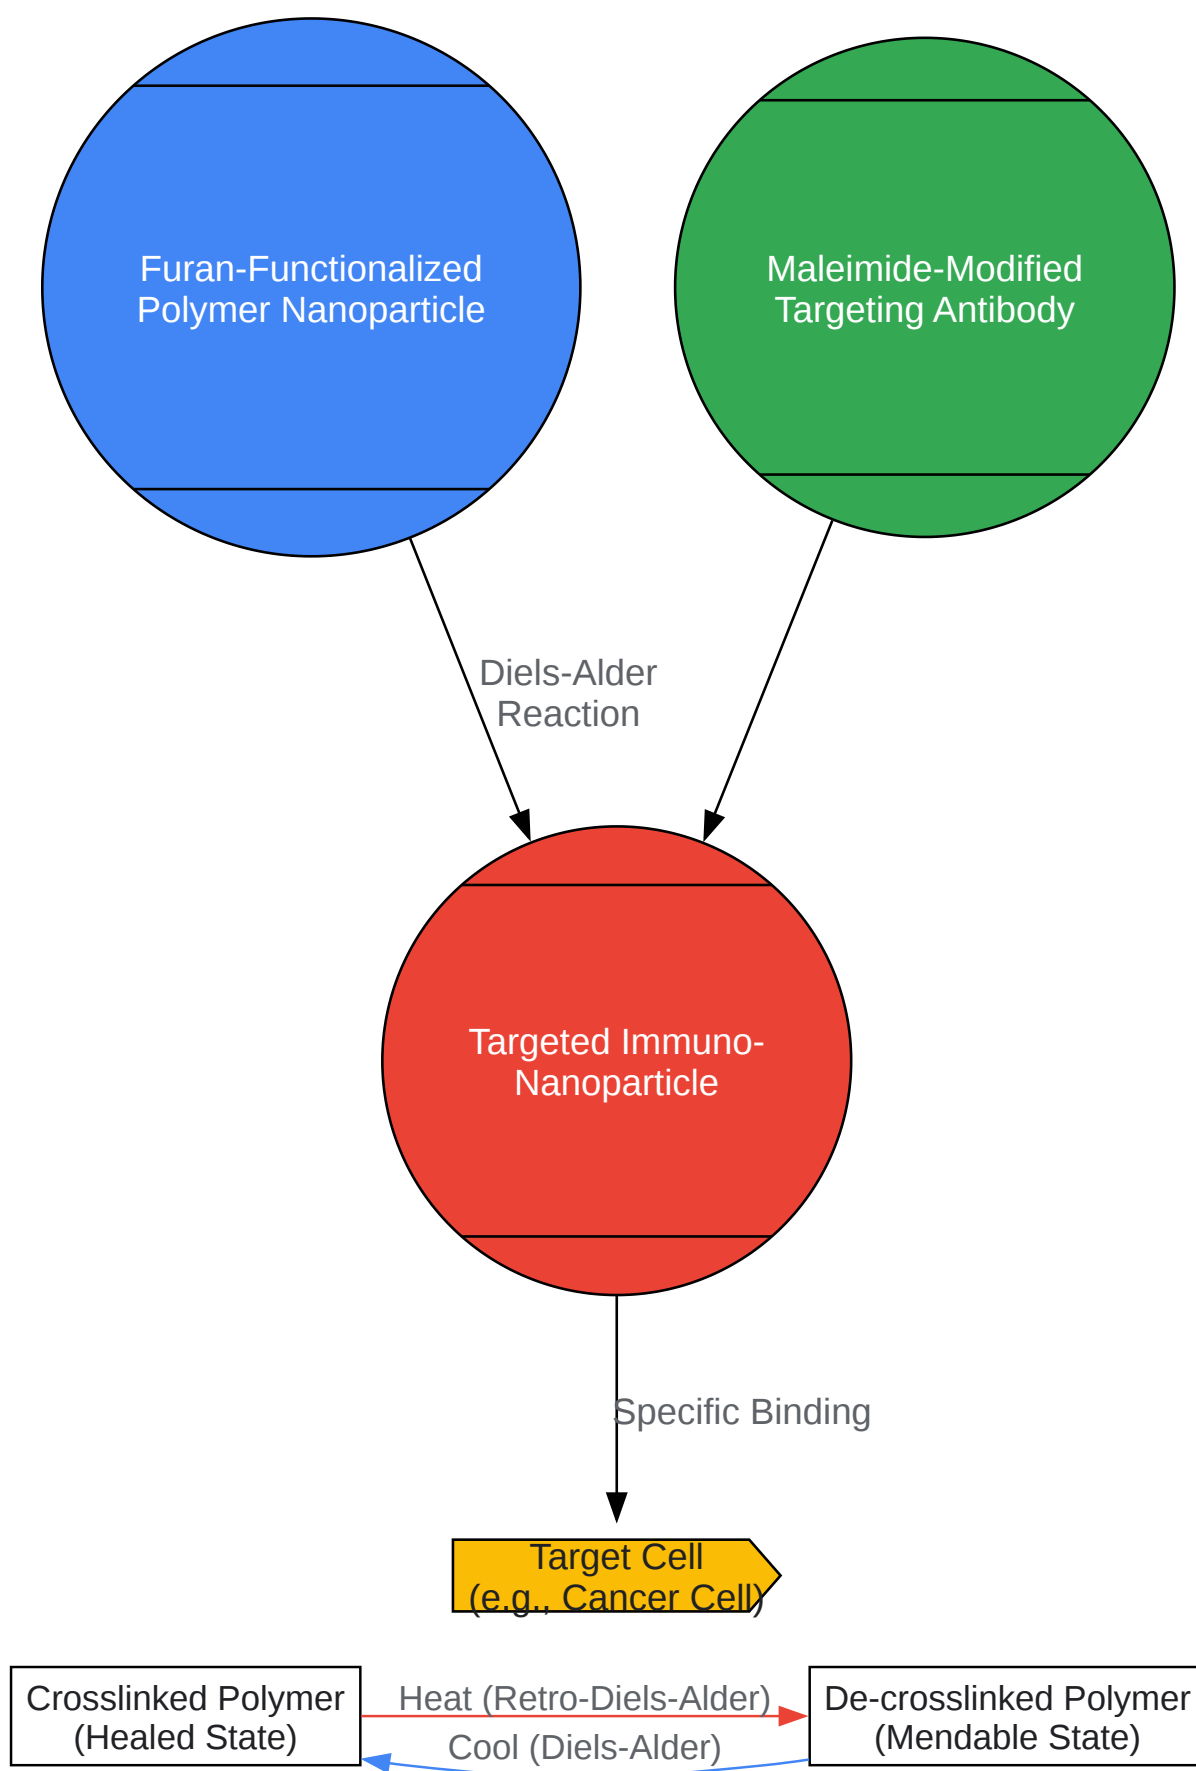 Furan-Functionalized
Polymer Nanoparticle
Maleimide-Modified
Targeting Antibody
Diels-Alder
Reaction
Targeted Immuno-
Nanoparticle
Specific Binding
Target Cell
(e.g., Cancer Cell)
Crosslinked Polymer
(Healed State)
Heat (Retro-Diels-Alder)
Cool (Diels-Alder)
De-crosslinked Polymer
(Mendable State)